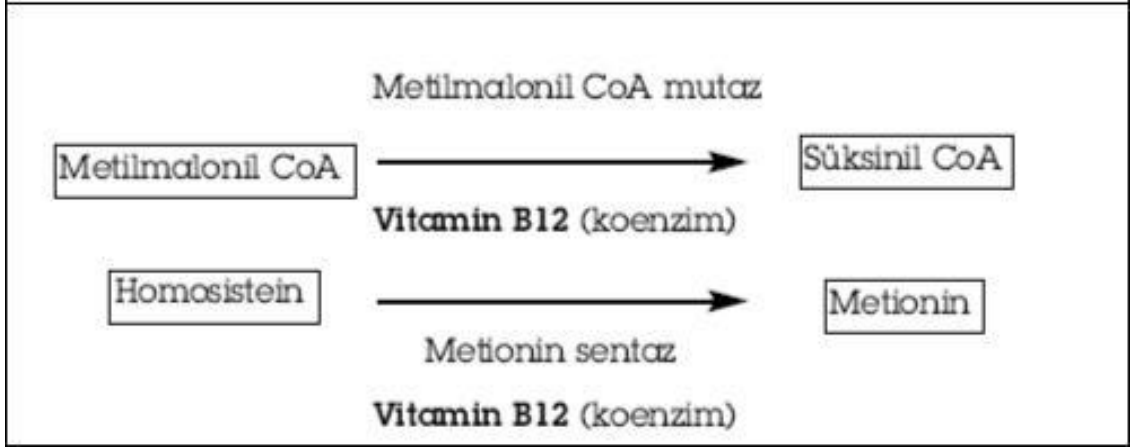 Metilmalonil CoA mutaz
Metilmalonil CoA
Süksinil CoA
Vitamin B12 (koenzim)
Homosistein
Metionin
Metionin sentaz
Vitamin B12 (koenzim)